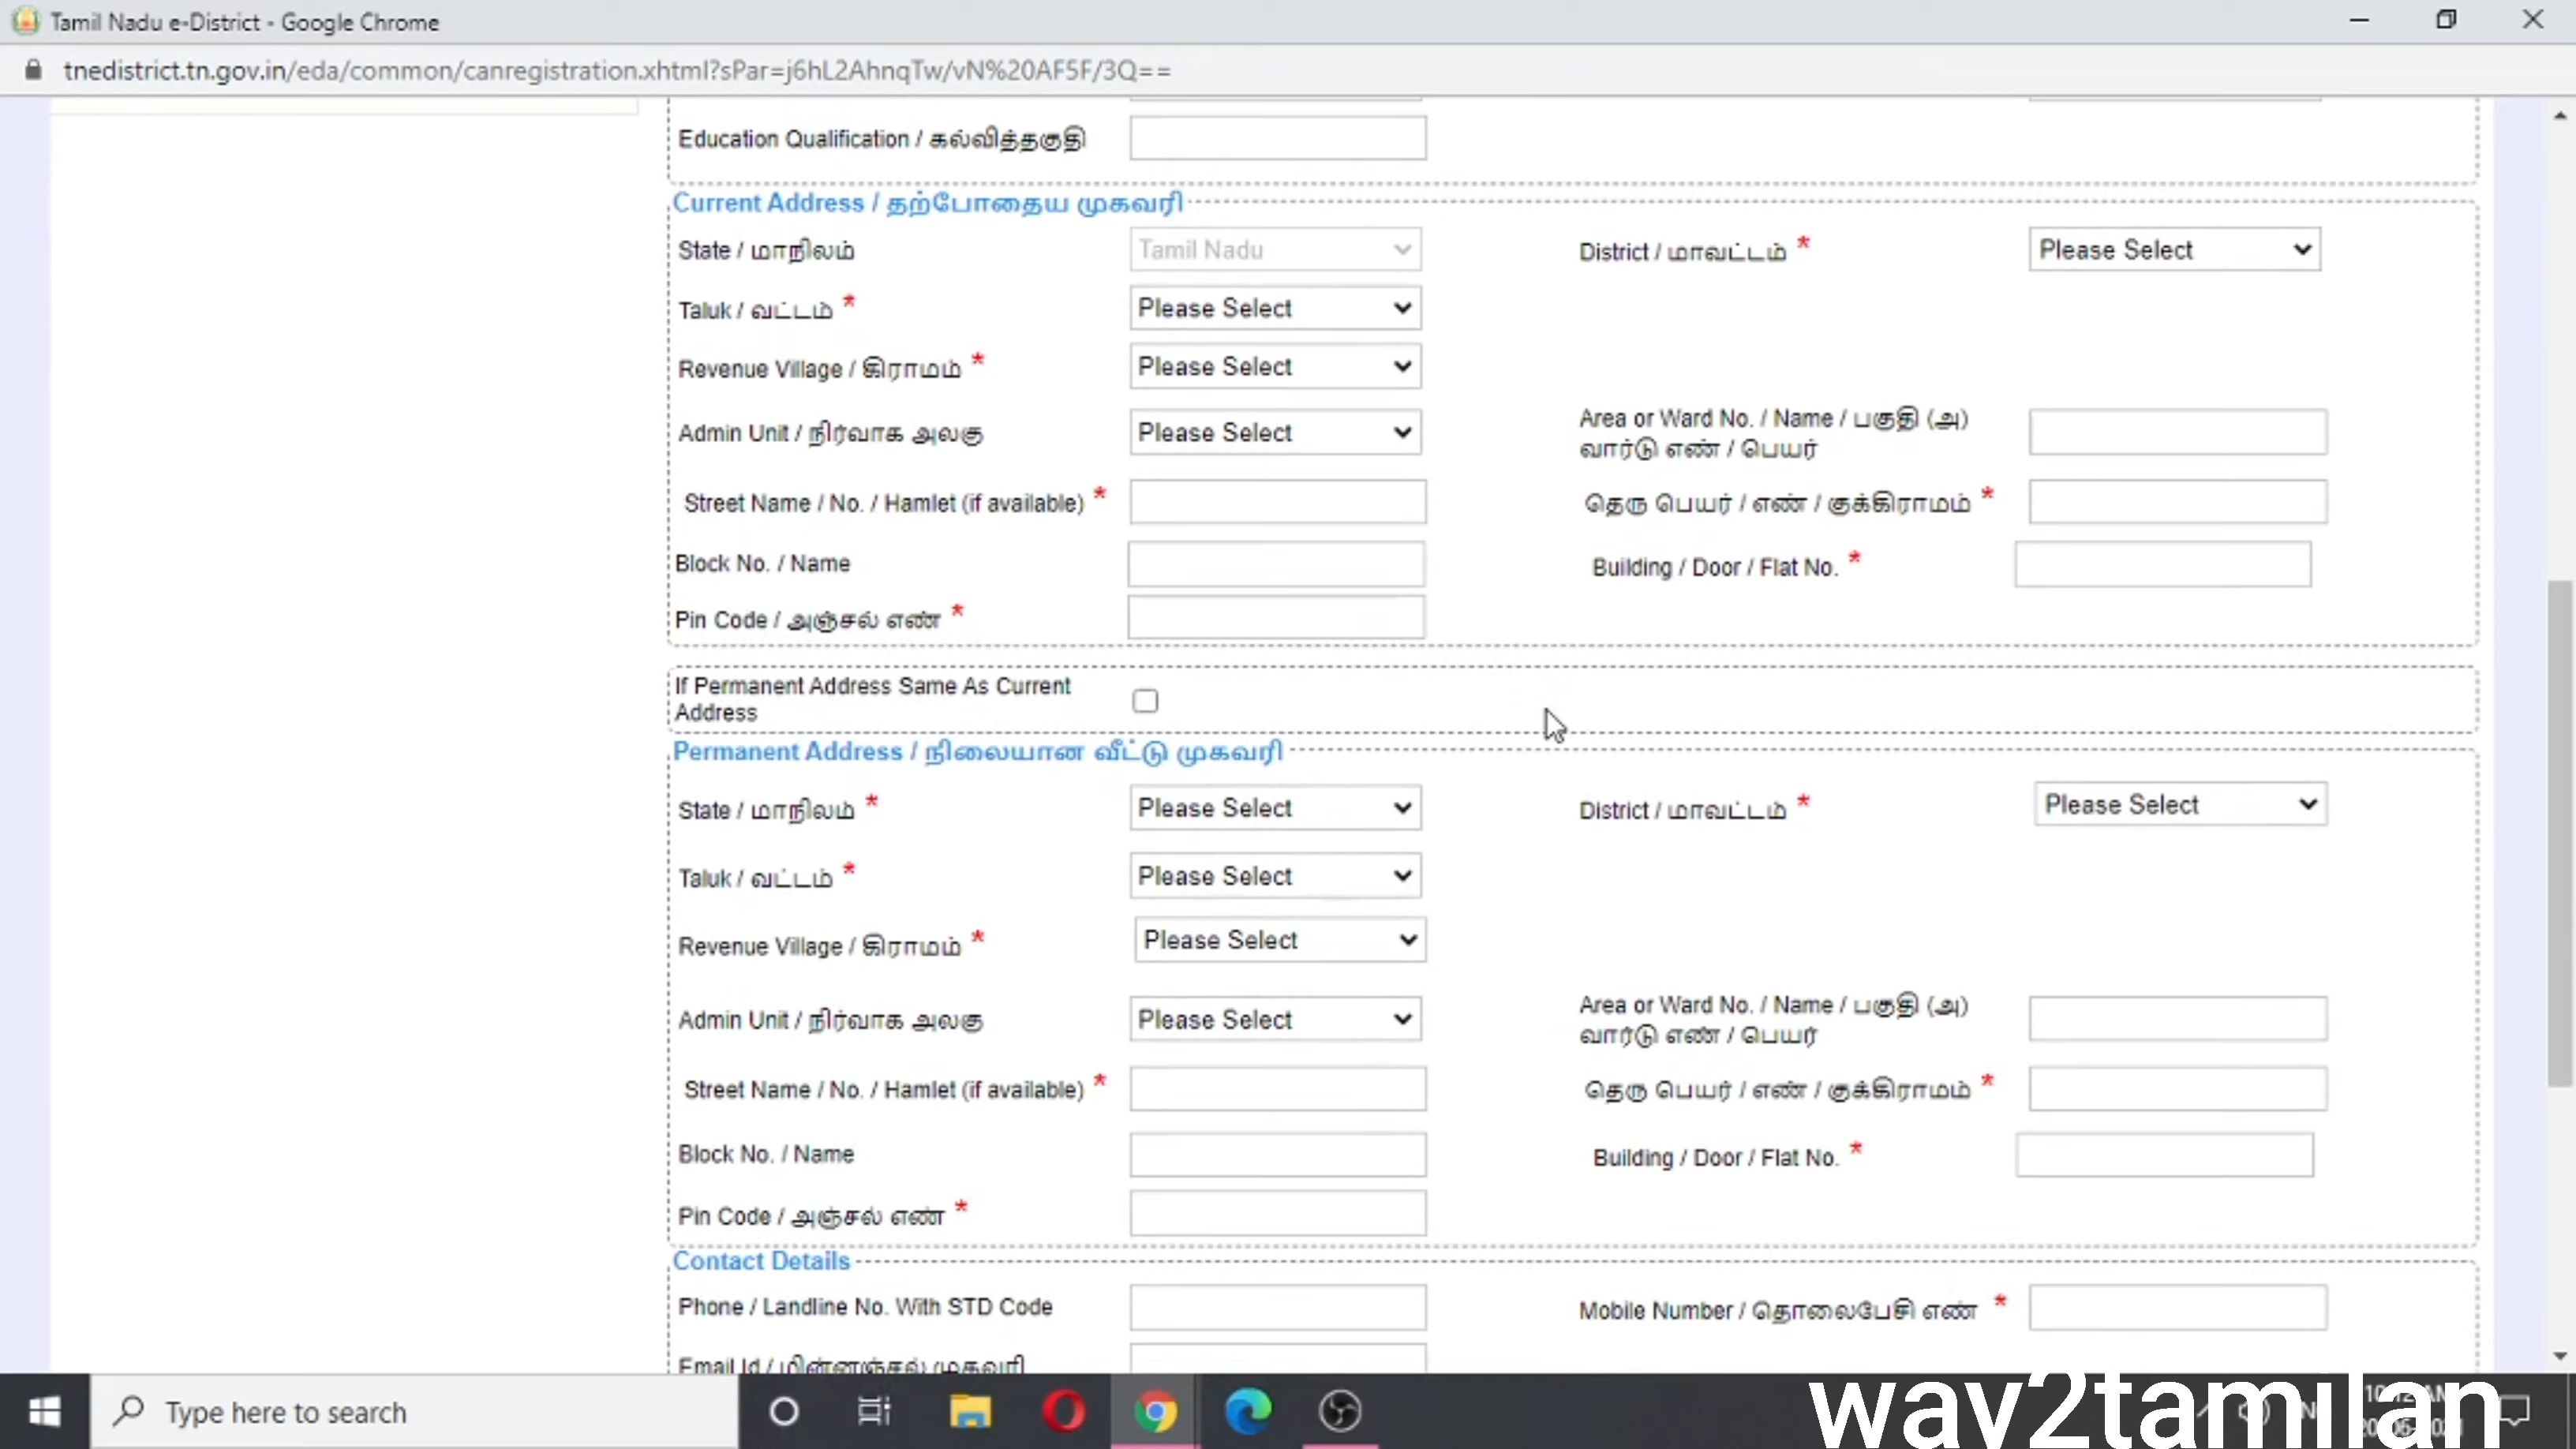 Tamil Nadu e-District - Google Chrome
tnedistrict.tn.gov.in/eda/common/canregistration.xhtml?sPar=j6hL2AhnqTw/vN%20AF5F/3Q==
Education Qualification / கல்வித்தகுதி
Current Address / தற்போதைய முகவரி
State / மாநிலம் Tamil Nadu District / மாவட்டம் * Please Select
Taluk / வட்டம் * Please Select
Revenue Village / கிராமம் * Please Select
Admin Unit / நிர்வாக அலகு Please Select Area or Ward No. / Name / பகுதி (அ)
வார்டு எண் / பெயர்
Street Name / No. / Hamlet (if available) * தெரு பெயர் / எண் / குக்கிராமம் *
Block No. / Name Building / Door / Flat No. *
Pin Code / அஞ்சல் எண் *
If Permanent Address Same As Current
Address
Permanent Address / நிலையான வீட்டு முகவரி
State / மாநிலம் * Please Select District / மாவட்டம் * Please Select
Taluk / வட்டம் * Please Select
Revenue Village / கிராமம் * Please Select
Admin Unit / நிர்வாக அலகு Please Select Area or Ward No. / Name / பகுதி (அ)
வார்டு எண் / பெயர்
Street Name / No. / Hamlet (if available) * தெரு பெயர் / எண் / குக்கிராமம் *
Block No. / Name Building / Door / Flat No. *
Pin Code / அஞ்சல் எண் *
Contact Details
Phone / Landline No. With STD Code Mobile Number / தொலைபேசி எண் *
Email Id / மின்னஞ்சல் முகவரி
Type here to search
way2tamilan